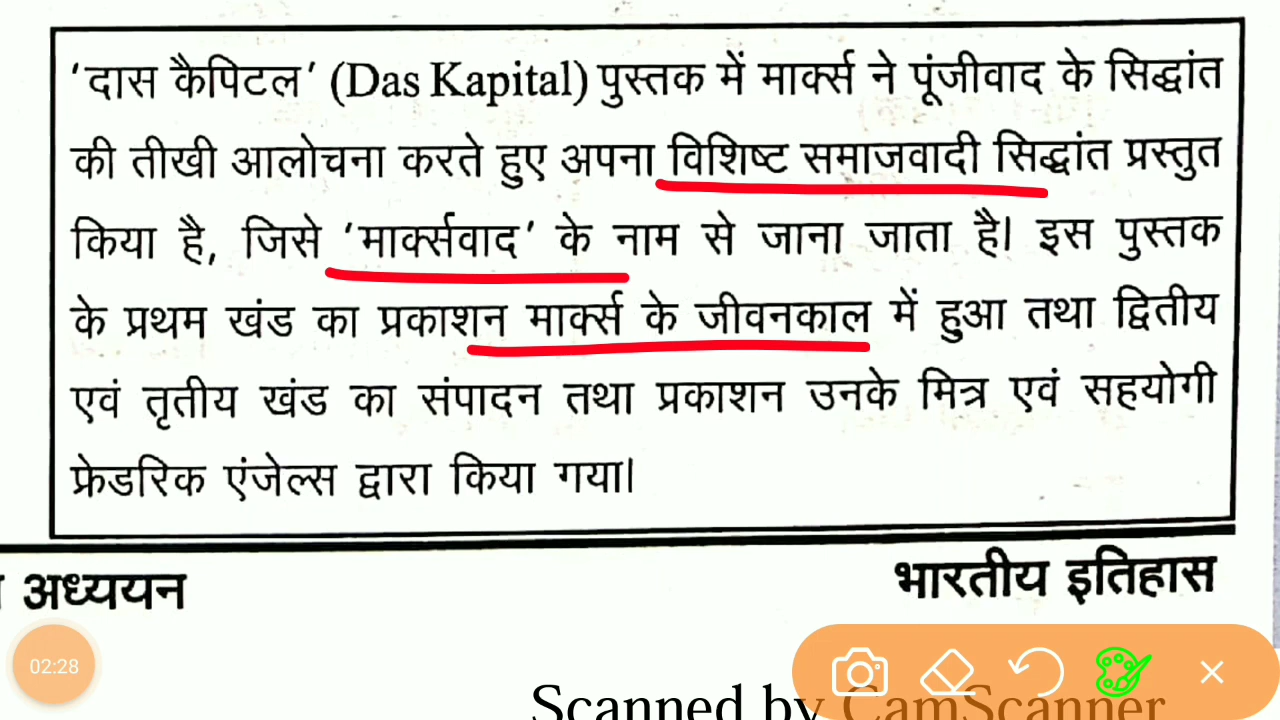 'दास कैपिटल' (Das Kapital) पुस्तक में मार्क्स ने पूंजीवाद के सिद्धांत
की तीखी आलोचना करते हुए अपना विशिष्ट समाजवादी सिद्धांत प्रस्तुत
किया है, जिसे 'मार्क्सवाद' के नाम से जाना जाता है। इस पुस्तक
के प्रथम खंड का प्रकाशन मार्क्स के जीवनकाल में हुआ तथा द्वितीय
एवं तृतीय खंड का संपादन तथा प्रकाशन उनके मित्र एवं सहयोगी
फ्रेडरिक एंजेल्स द्वारा किया गया।
अध्ययन भारतीय इतिहास
02:28
Scanned by CamScanner